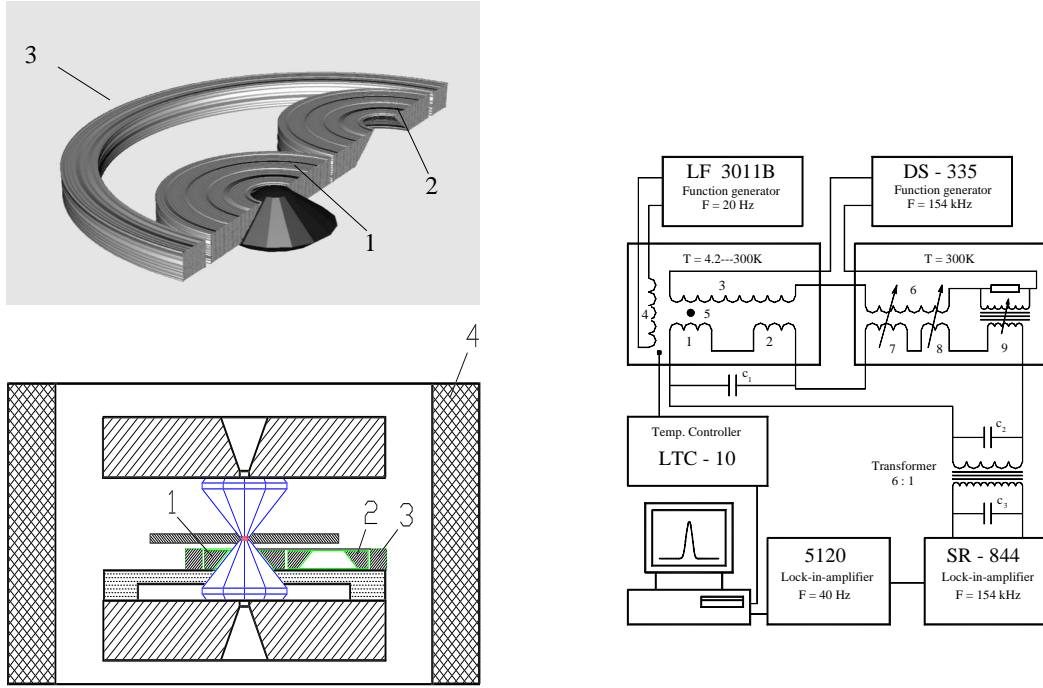 3
2
1
4
1
2
3
LF 3011B
Function generator
F = 20 Hz
DS - 335
Function generator
F = 154 kHz
T = 4.2---300K
T = 300K
3
6
4
5
1
2
7
8
9
c1
Temp. Controller
LTC - 10
c2
Transformer
6 : 1
c3
5120
Lock-in-amplifier
F = 40 Hz
SR - 844
Lock-in-amplifier
F = 154 kHz